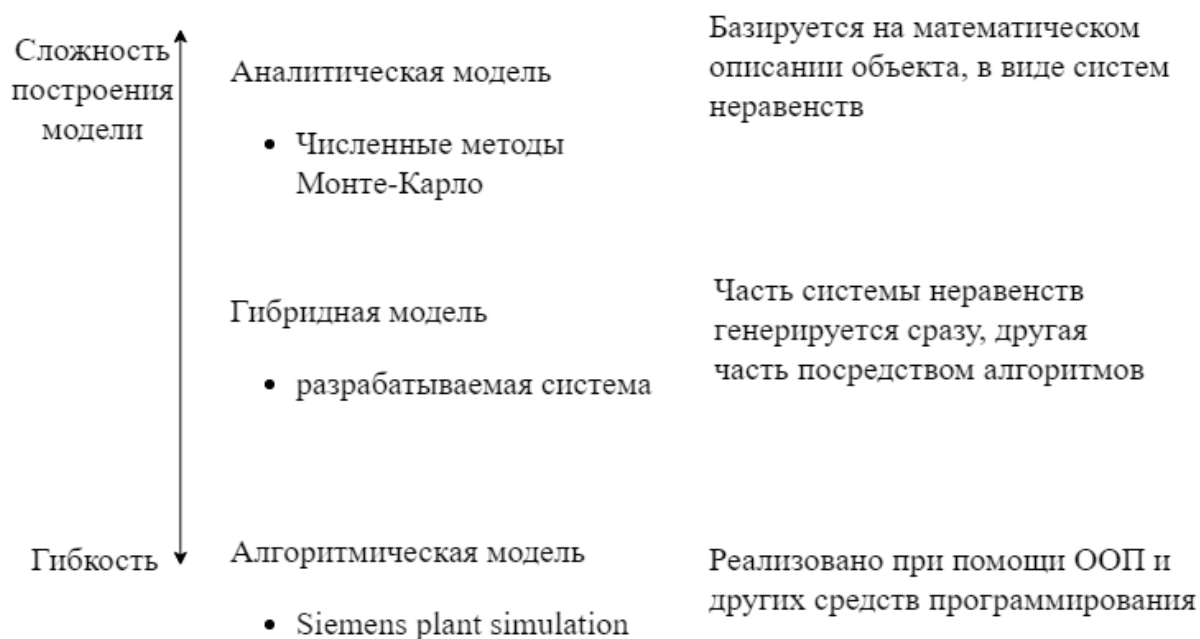 Сложность
построения
модели
Аналитическая модель
• Численные методы
Монте-Карло
Базируется на математическом
описании объекта, в виде систем
неравенств
Гибридная модель
• разрабатываемая система
Часть системы неравенств
генерируется сразу, другая
часть посредством алгоритмов
Гибкость
Алгоритмическая модель
• Siemens plant simulation
Реализовано при помощи ООП и
других средств программирования